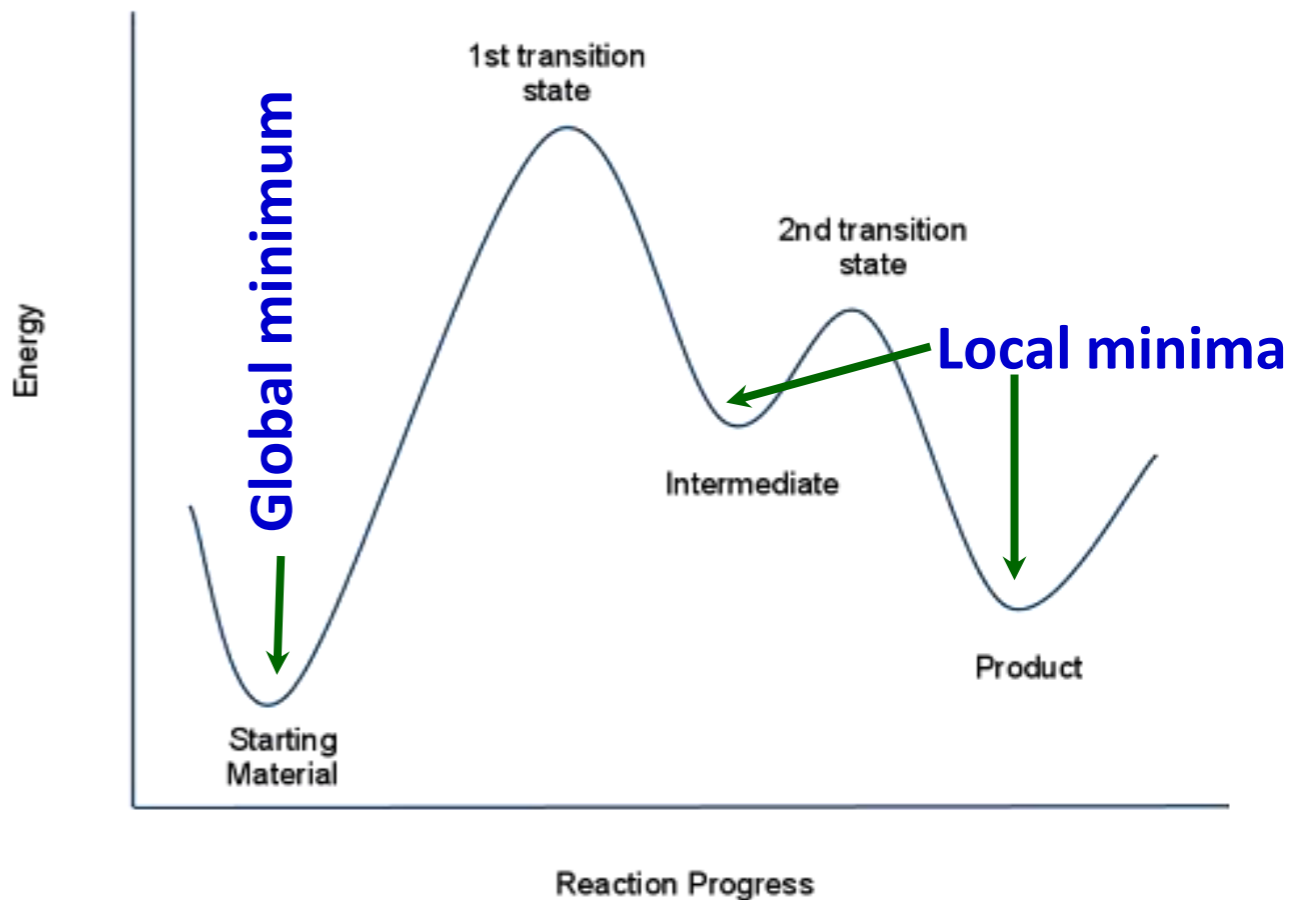 1st transition
state
Global minimum
2nd transition
state
Energy
Local minima
Intermediate
Product
Starting
Material
Reaction Progress